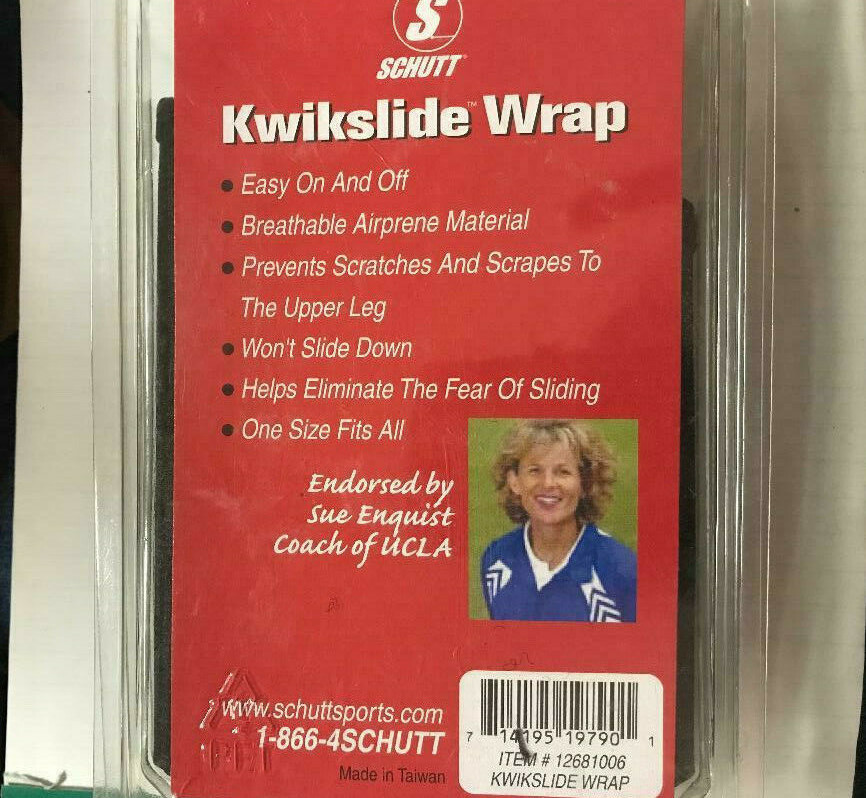 S
SCHUTT
Kwikslide™ Wrap
• Easy On And Off
• Breathable Airprene Material
• Prevents Scratches And Scrapes To
The Upper Leg
• Won't Slide Down
• Helps Eliminate The Fear Of Sliding
• One Size Fits All
Endorsed by
Sue Enquist
Coach of UCLA
www.schuttsports.com
1-866-4SCHUTT
Made in Taiwan
7 14195 19790 1
ITEM # 12681006
KWIKSLIDE WRAP